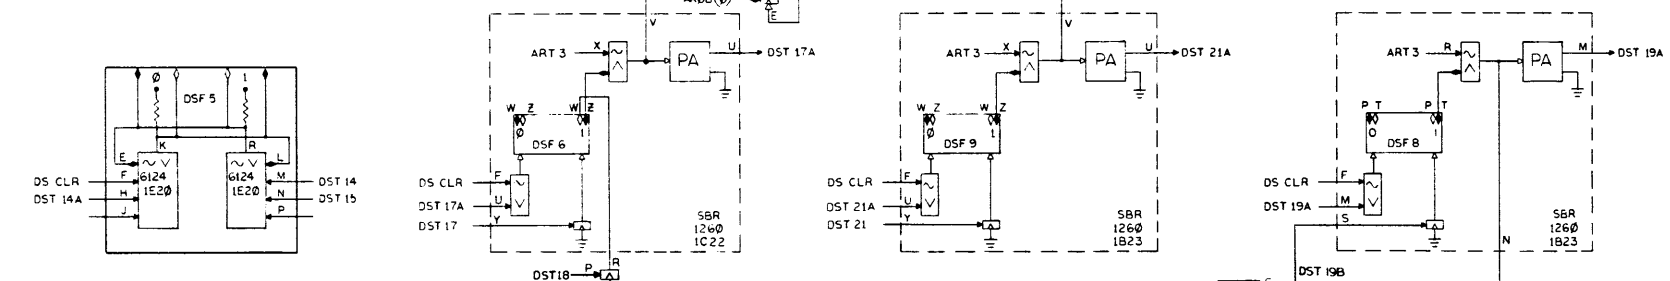 E
V
V
ART 3
X
U
DST 17A
PA
ART 3
X
U
DST 21A
PA
ART 3
R
M
DST 19A
PA
Ø
1
DSF 5
K
R
E
L
F
M
H
N
J
P
6124
1EØ2
6124
1E2Ø
DS CLR
DST 14A
DST 14
DST 15
W Z
W Z
Ø
1
DSF 6
DS CLR
F
DST 17A
U
DST 17
Y
SBR
126Ø
1C22
DST18
P
R
W Z
W Z
Ø
1
DSF 9
DS CLR
F
DST 21A
U
DST 21
Y
SBR
126Ø
1B23
P T
P T
0
1
DSF 8
DS CLR
F
DST 19A
M
S
SBR
126Ø
1B23
N
DST 19B